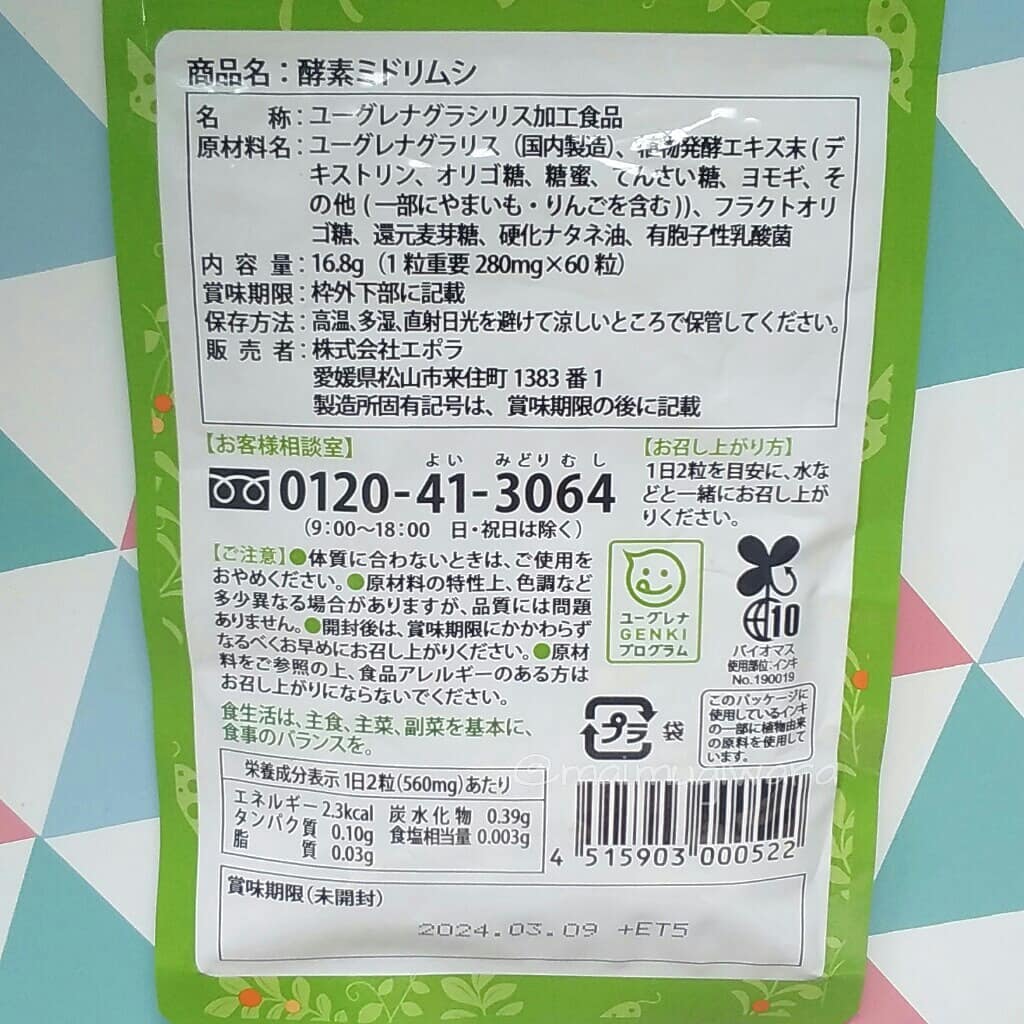 商品名：酵素ミドリムシ
名　称：ユーグレナグラシリス加工食品
原材料名：ユーグレナグラリス（国内製造）、植物発酵エキス末(デ
キストリン、オリゴ糖、糖蜜、てんさい糖、ヨモギ、そ
の他(一部にやまいも・りんごを含む))、フラクトオリ
ゴ糖、還元麦芽糖、硬化ナタネ油、有胞子性乳酸菌
内容量：16.8g（1粒重要280mg×60粒）
賞味期限：枠外下部に記載
保存方法：高温、多湿、直射日光を避けて涼しいところで保管してください。
販売者：株式会社エポラ
愛媛県松山市来住町1383番1
製造所固有記号は、賞味期限の後に記載
【お客様相談室】
よい　みどりむし
0120-41-3064
（9：00〜18：00　日・祝日は除く）
【お召し上がり方】
1日2粒を目安に、水な
どと一緒にお召し上が
りください。
【ご注意】●体質に合わないときは、ご使用を
おやめください。●原材料の特性上、色調など
多少異なる場合がありますが、品質には問題
ありません。●開封後は、賞味期限にかかわらず
なるべくお早めにお召し上がりください。●原材
料をご参照の上、食品アレルギーのある方は
お召し上がりにならないでください。
食生活は、主食、主菜、副菜を基本に、
食事のバランスを。
ユーグレナ
GENKI
プログラム
10
バイオマス
使用部位：インキ
No.190019
プラ
袋
このパッケージに
使用しているインキ
の一部に植物由来
の原料を使用して
います。
栄養成分表示 1日2粒(560mg)あたり
エネルギー 2.3kcal　炭水化物 0.39g
タンパク質 0.10g　食塩相当量 0.003g
脂質 0.03g
@maimuaiwora
4 515903 000522
賞味期限（未開封）
2024.03.09 +ET5